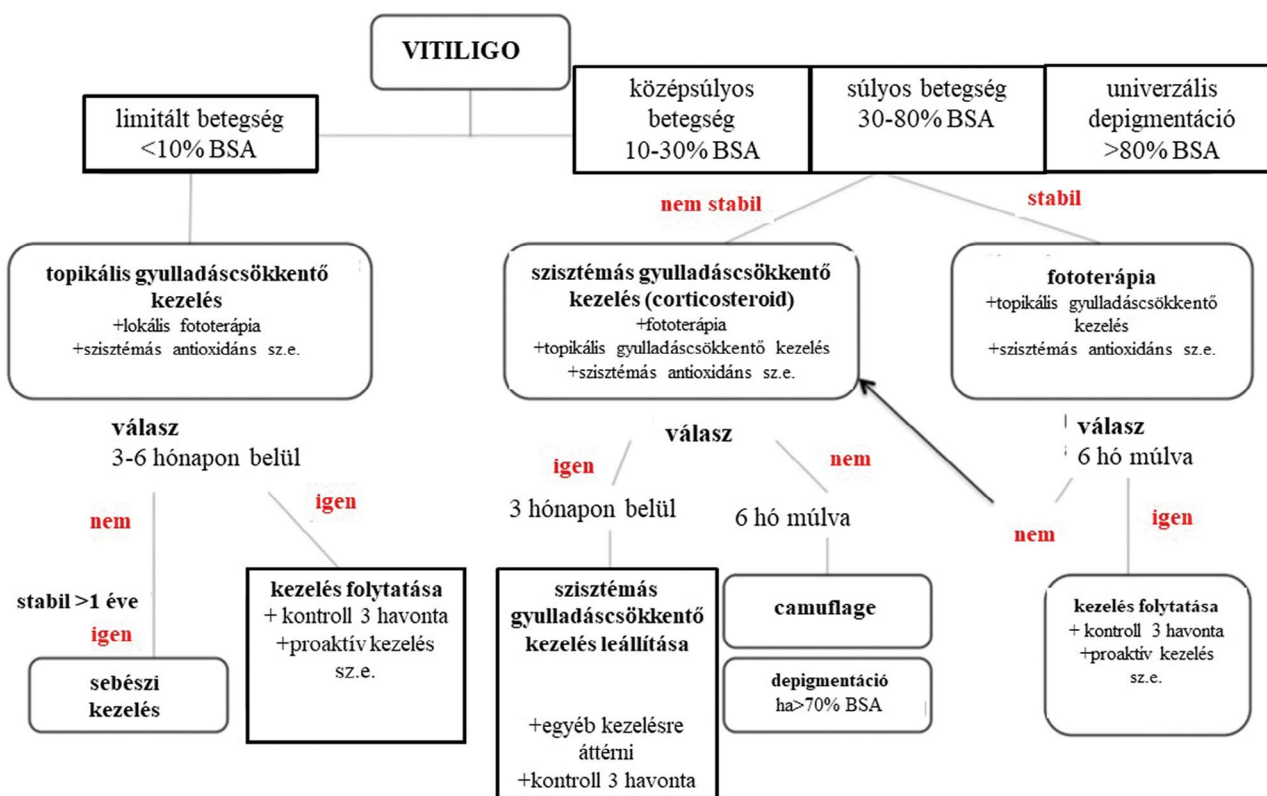 VITILIGO
limitált betegség
<10% BSA
középsúlyos
betegség
10-30% BSA
súlyos betegség
30-80% BSA
univerzális
depigmentáció
>80% BSA
nem stabil
stabil
topikális gyulladáscsökkentő
kezelés
+lokális fototerápia
+szisztémás antioxidáns sz.e.
szisztémás gyulladáscsökkentő
kezelés (corticosteroid)
+fototerápia
+topikális gyulladáscsökkentő kezelés
+szisztémás antioxidáns sz.e.
fototerápia
+topikális gyulladáscsökkentő
kezelés
+szisztémás antioxidáns sz.e.
válasz
3-6 hónapon belül
nem
igen
stabil >1 éve
igen
sebészi
kezelés
kezelés folytatása
+ kontroll 3 havonta
+proaktív kezelés
sz.e.
válasz
igen
nem
3 hónapon belül
6 hó múlva
szisztémás
gyulladáscsökkentő
kezelés leállítása
+egyéb kezelésre
áttérni
+kontroll 3 havonta
camuflage
depigmentáció
ha>70% BSA
válasz
6 hó múlva
nem
igen
kezelés folytatása
+ kontroll 3 havonta
+proaktív kezelés
sz.e.